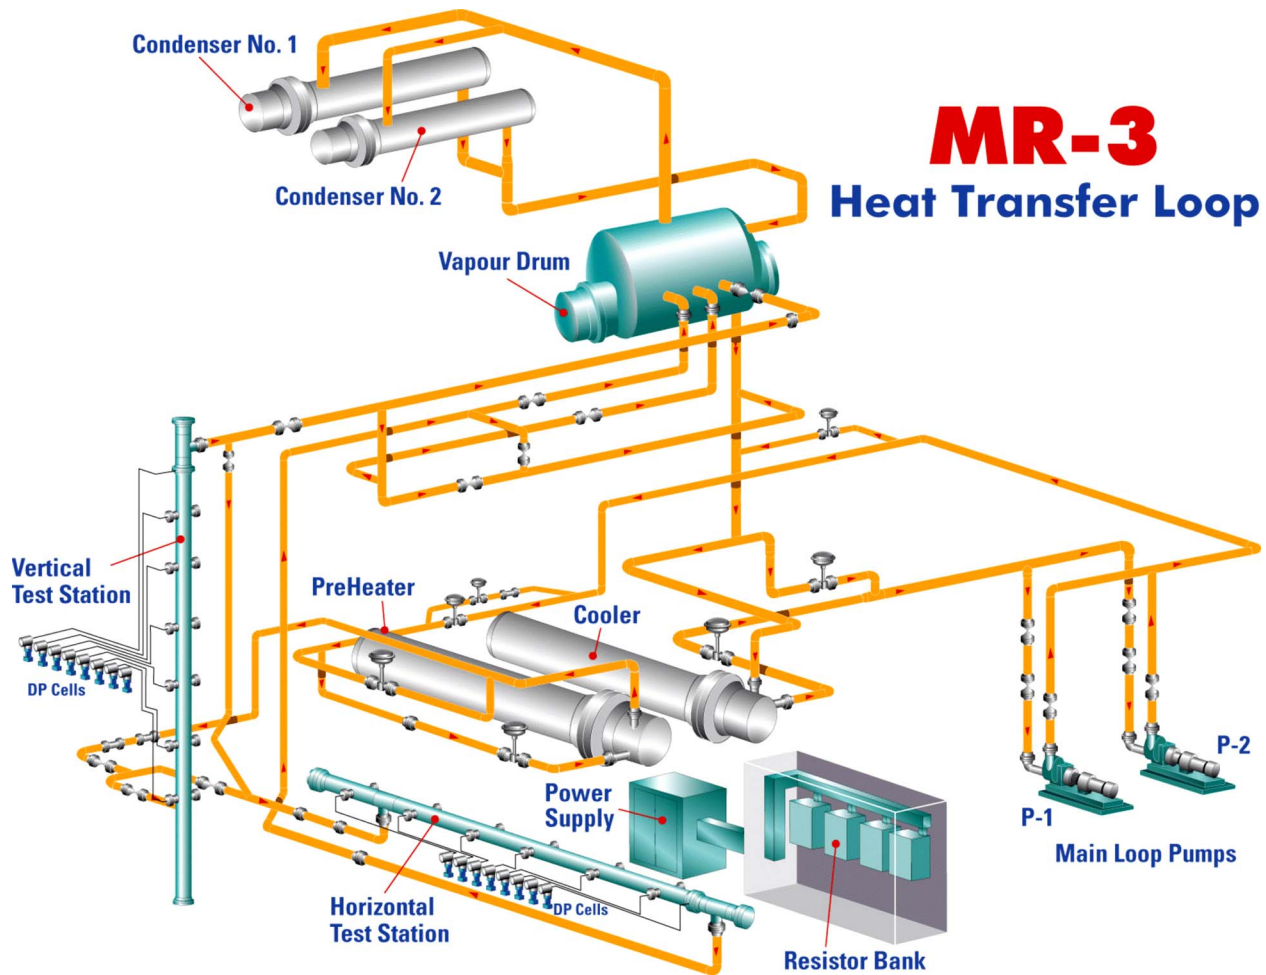 Condenser No. 1
MR-3
Heat Transfer Loop
Condenser No. 2
Vapour Drum
Vertical
Test Station
PreHeater
Cooler
DP Cells
P-2
Power
Supply
P-1
Main Loop Pumps
Horizontal
Test Station
DP Cells
Resistor Bank